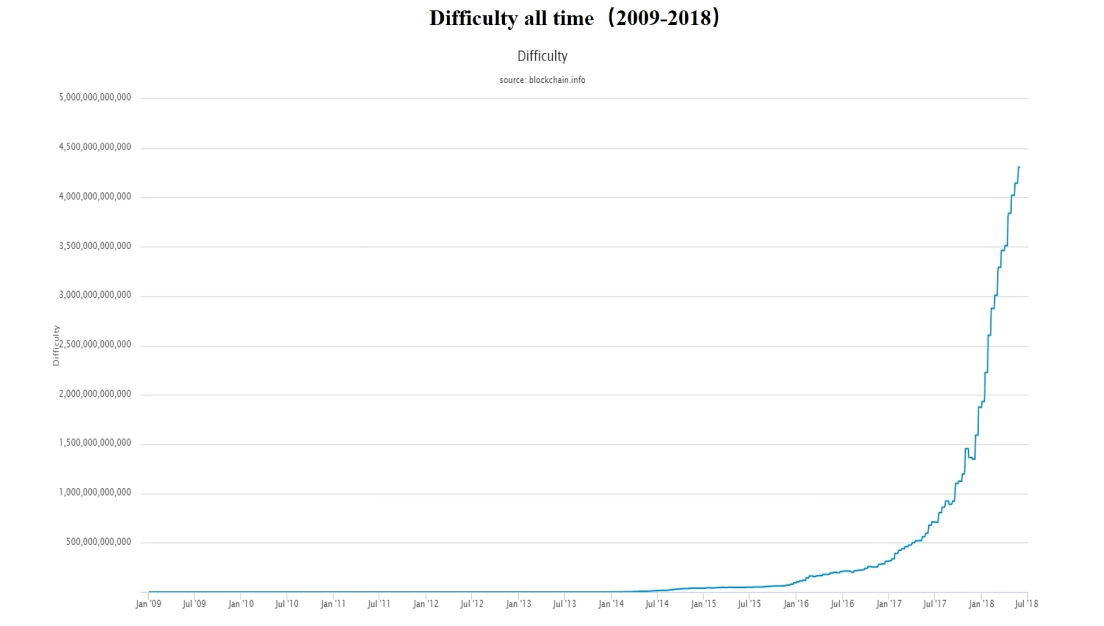 Difficulty all time（2009-2018）
Difficulty
source: blockchain.info
5,000,000,000,000
4,500,000,000,000
4,000,000,000,000
3,500,000,000,000
3,000,000,000,000
2,500,000,000,000
2,000,000,000,000
1,500,000,000,000
1,000,000,000,000
500,000,000,000
Difficulty
Jan '09 Jul '09 Jan '10 Jul '10 Jan '11 Jul '11 Jan '12 Jul '12 Jan '13 Jul '13 Jan '14 Jul '14 Jan '15 Jul '15 Jan '16 Jul '16 Jan '17 Jul '17 Jan '18 Jul '18